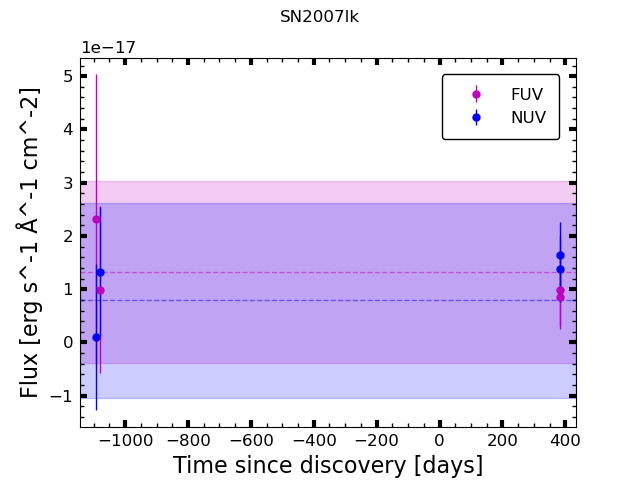 SN2007lk
1e−17
FUV
NUV
5
4
3
2
1
0
−1
Flux [erg s^-1 Å^-1 cm^-2]
−1000 −800 −600 −400 −200 0 200 400
Time since discovery [days]